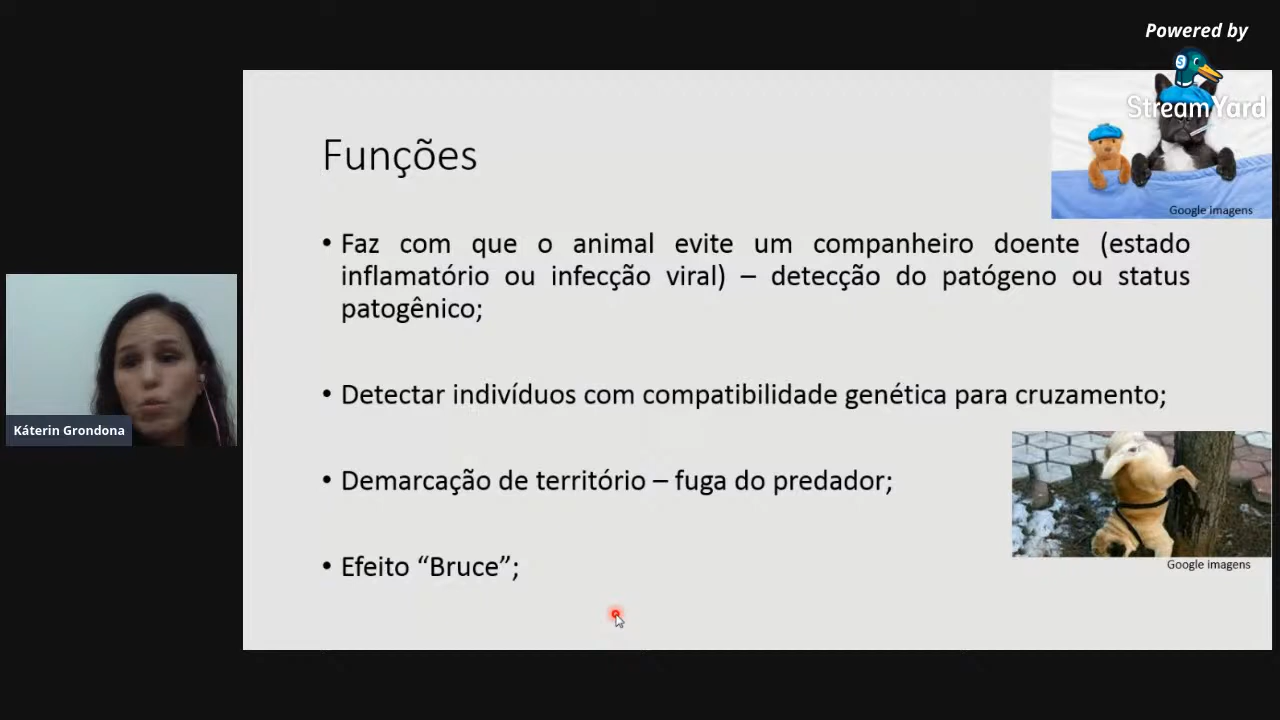 Powered by
StreamYard
Funções
Google imagens
• Faz com que o animal evite um companheiro doente (estado
inflamatório ou infecção viral) – detecção do patógeno ou status
patogênico;
• Detectar indivíduos com compatibilidade genética para cruzamento;
• Demarcação de território – fuga do predador;
• Efeito “Bruce”;
Google imagens
Káterin Grondona